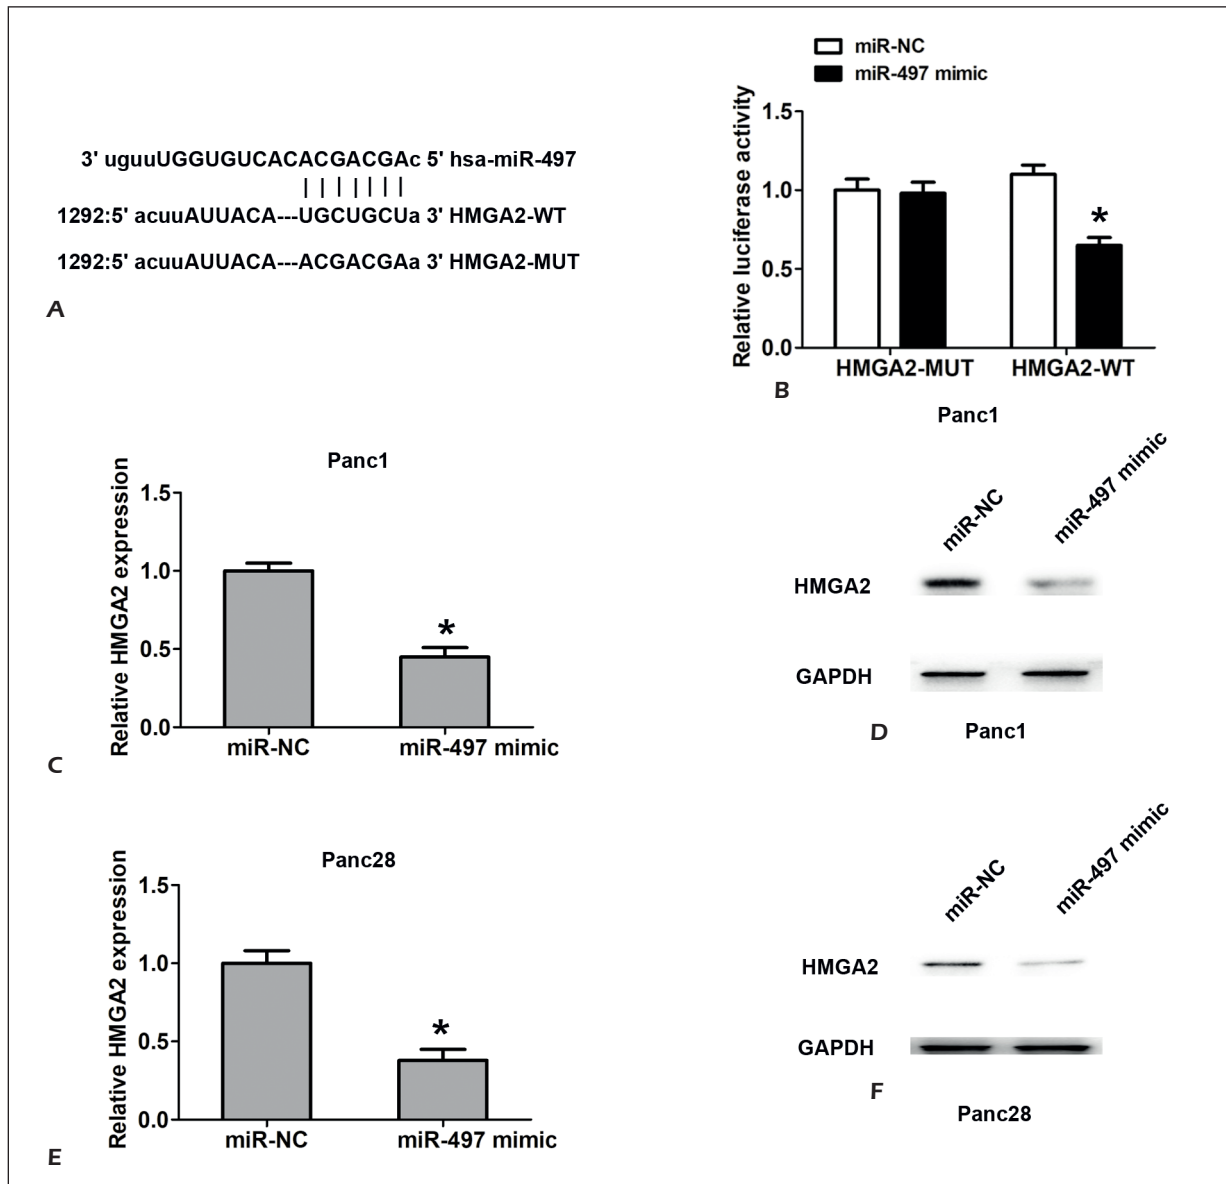 3' uguuUGGUGUCACACGACGAc 5' hsa-miR-497
1292:5' acuuAUUACA---UGCUGCUa 3' HMGA2-WT
1292:5' acuuAUUACA---ACGACGAa 3' HMGA2-MUT
A
miR-NC
miR-497 mimic
Relative luciferase activity
1.5
1.0
0.5
0.0
HMGA2-MUT HMGA2-WT
*
B
Panc1
Panc1
Relative HMGA2 expression
1.5
1.0
0.5
0.0
*
miR-NC miR-497 mimic
C
miR-NC miR-497 mimic
HMGA2
GAPDH
D
Panc1
Panc28
Relative HMGA2 expression
1.5
1.0
0.5
0.0
*
miR-NC miR-497 mimic
E
miR-NC miR-497 mimic
HMGA2
GAPDH
F
Panc28